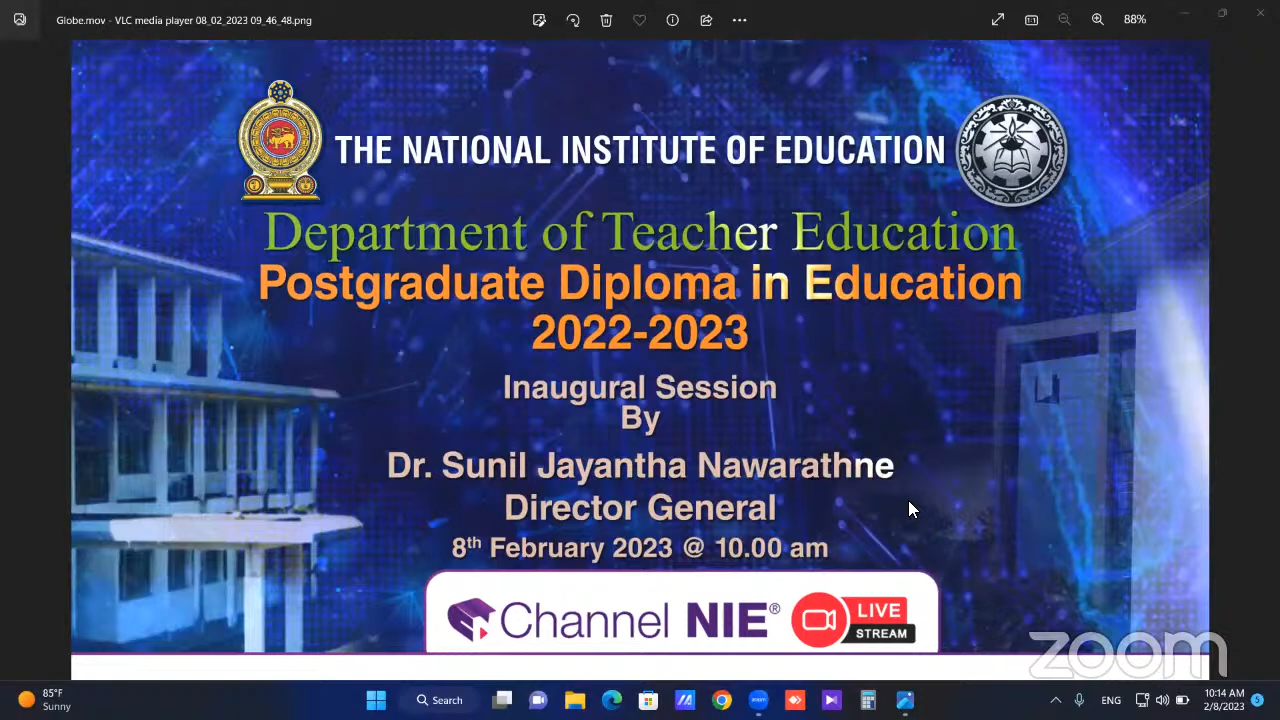 Globe.mov - VLC media player 08_02_2023 09_46_48.png
88%
THE NATIONAL INSTITUTE OF EDUCATION
Department of Teacher Education
Postgraduate Diploma in Education
2022-2023
Inaugural Session
By
Dr. Sunil Jayantha Nawarathne
Director General
8th February 2023 @ 10.00 am
Channel NIE®
LIVE
STREAM
zoom
85°F
Sunny
Search
zoom
ENG
10:14 AM
2/8/2023
5